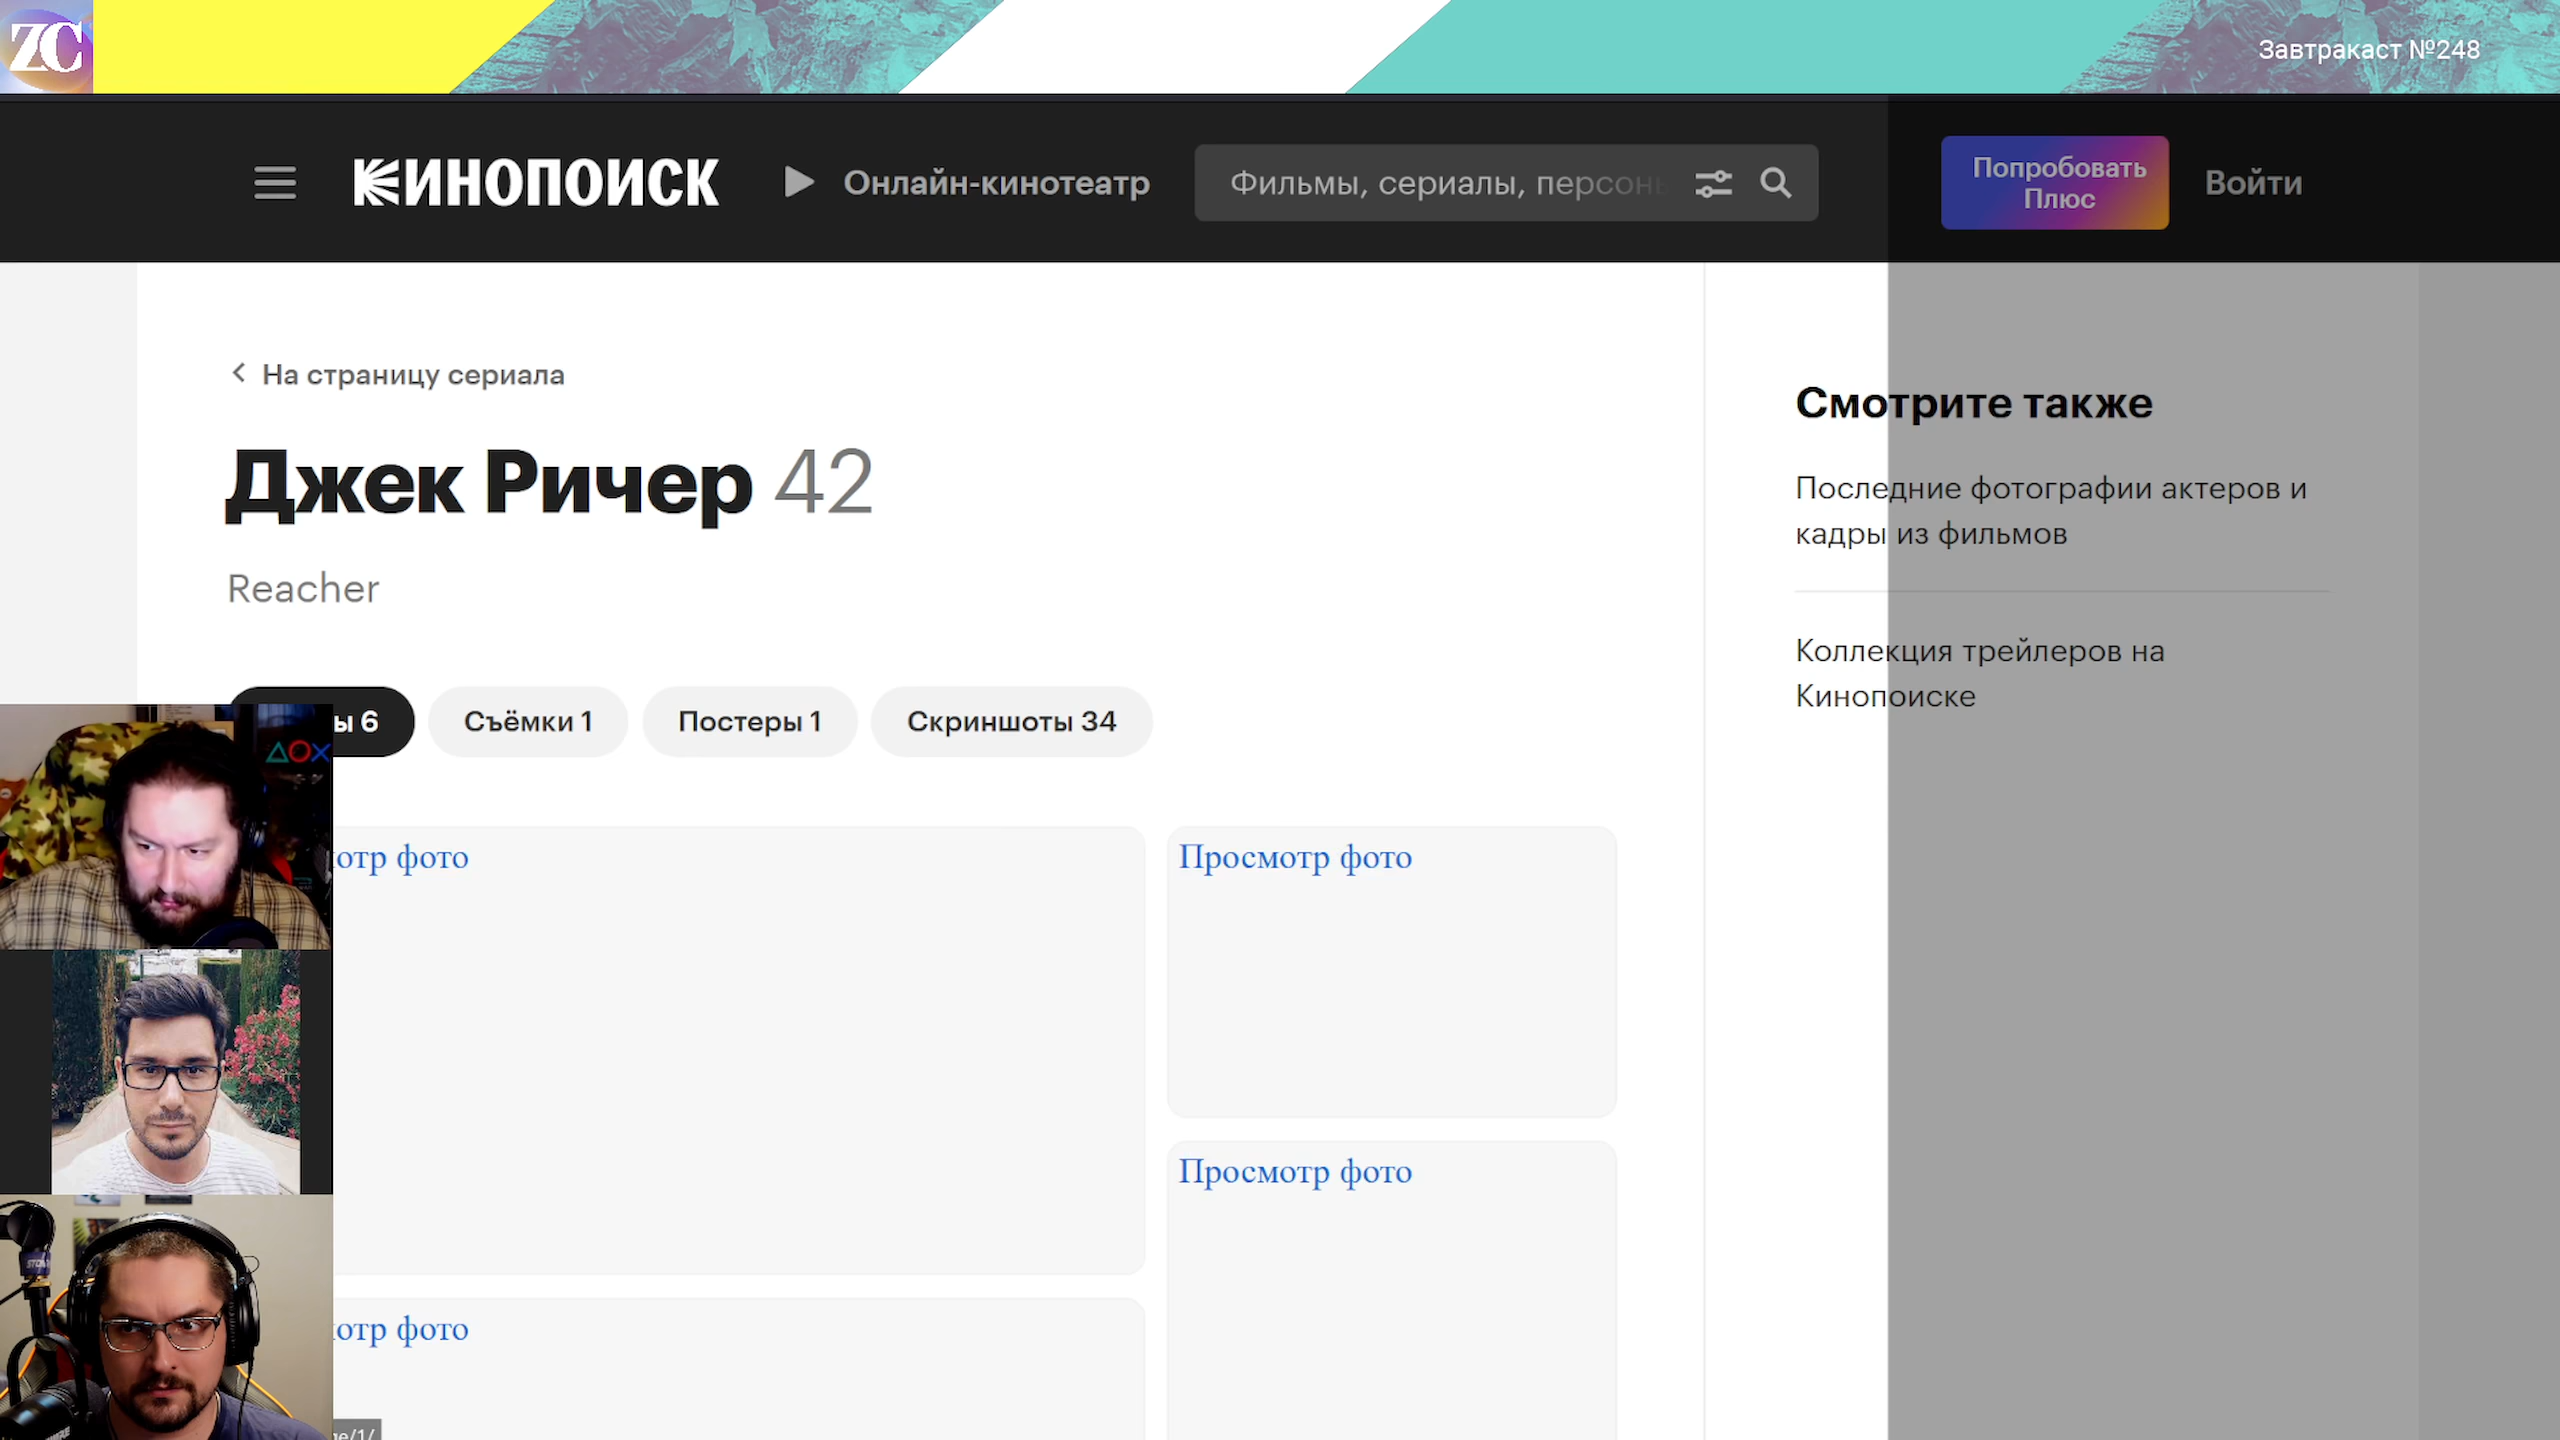 ZC
Завтракаст №248
КИНОПОИСК
Онлайн-кинотеатр
Фильмы, сериалы,
Попробовать
Плюс
Войти
На страницу сериала
Джек Ричер 42
Reacher
ы 6
Съёмки 1
Постеры 1
Скриншоты 34
Смотрите также
Последние фотографии актеров и
кадры из фильмов
Коллекция трейлеров на
Кинопоиске
отр фото
Просмотр фото
Просмотр фото
отр фото